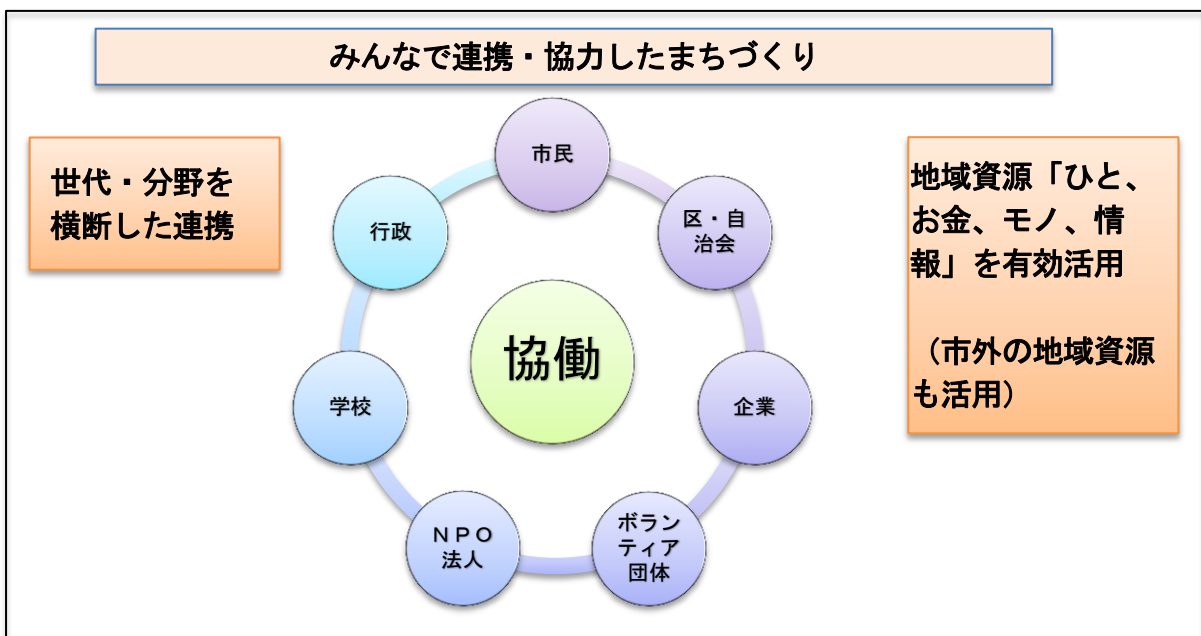 みんなで連携・協力したまちづくり
世代・分野を
横断した連携
市民
区・自
治会
企業
ボラン
ティア
団体
ＮＰＯ
法人
学校
行政
協働
地域資源「ひと、
お金、モノ、情
報」を有効活用
（市外の地域資源
も活用）